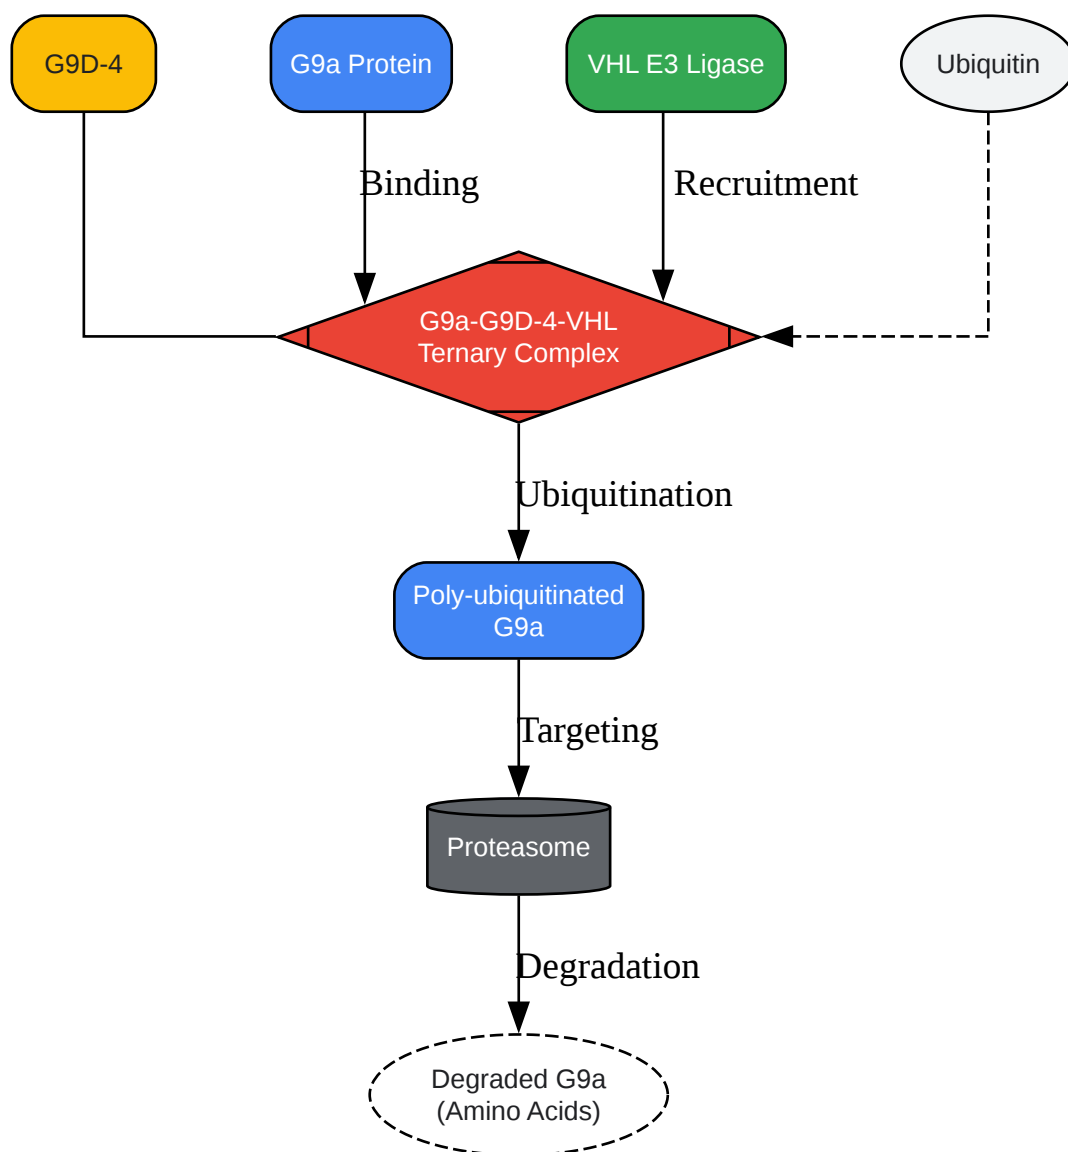 G9D-4
G9a Protein
VHL E3 Ligase
Ubiquitin
Binding
Recruitment
G9a-G9D-4-VHL
Ternary Complex
Ubiquitination
Poly-ubiquitinated
G9a
Targeting
Proteasome
Degradation
Degraded G9a
(Amino Acids)